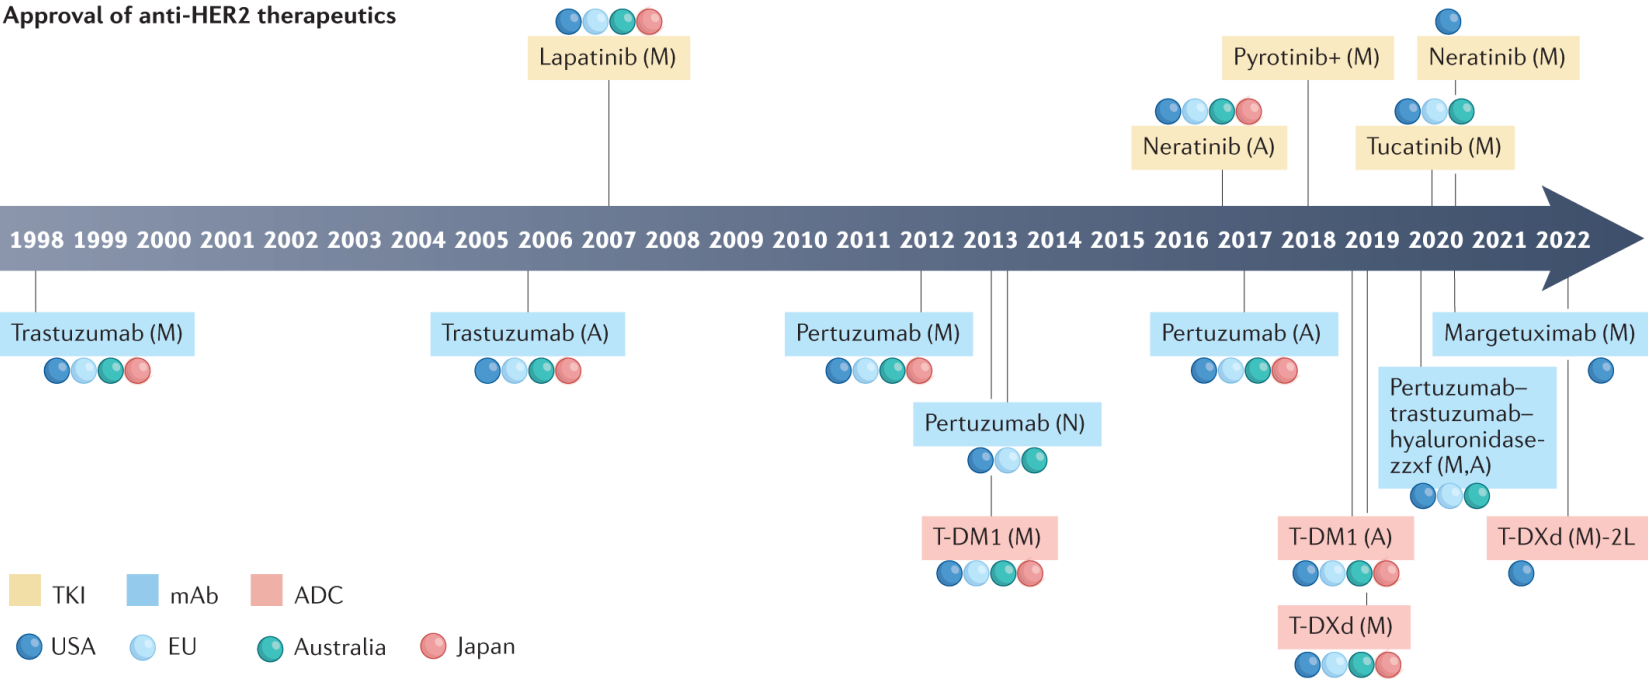 Approval of anti-HER2 therapeutics
Lapatinib (M)
Pyrotinib+ (M)
Neratinib (M)
Neratinib (A)
Tucatinib (M)
1998 1999 2000 2001 2002 2003 2004 2005 2006 2007 2008 2009 2010 2011 2012 2013 2014 2015 2016 2017 2018 2019 2020 2021 2022
Trastuzumab (M)
Trastuzumab (A)
Pertuzumab (M)
Pertuzumab (A)
Margetuximab (M)
Pertuzumab (N)
Pertuzumab–
trastuzumab–
hyaluronidase-
zzxf (M,A)
T-DM1 (M)
T-DM1 (A)
T-DXd (M)-2L
T-DXd (M)
TKI
mAb
ADC
USA
EU
Australia
Japan